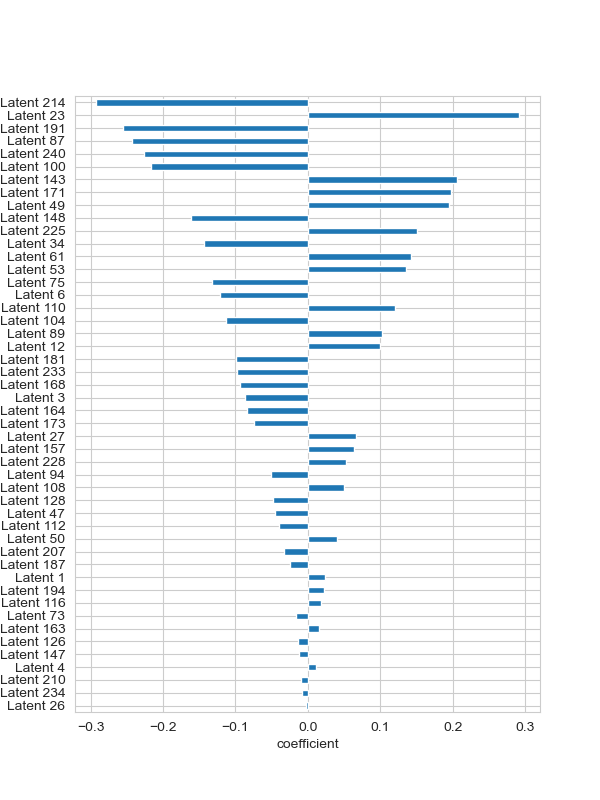 Latent 214
Latent 23
Latent 191
Latent 87
Latent 240
Latent 100
Latent 143
Latent 171
Latent 49
Latent 148
Latent 225
Latent 34
Latent 61
Latent 53
Latent 75
Latent 6
Latent 110
Latent 104
Latent 89
Latent 12
Latent 181
Latent 233
Latent 168
Latent 3
Latent 164
Latent 173
Latent 27
Latent 157
Latent 228
Latent 94
Latent 108
Latent 128
Latent 47
Latent 112
Latent 50
Latent 207
Latent 187
Latent 1
Latent 194
Latent 116
Latent 73
Latent 163
Latent 126
Latent 147
Latent 4
Latent 210
Latent 234
Latent 26
−0.3 −0.2 −0.1 0.0 0.1 0.2 0.3
coefficient